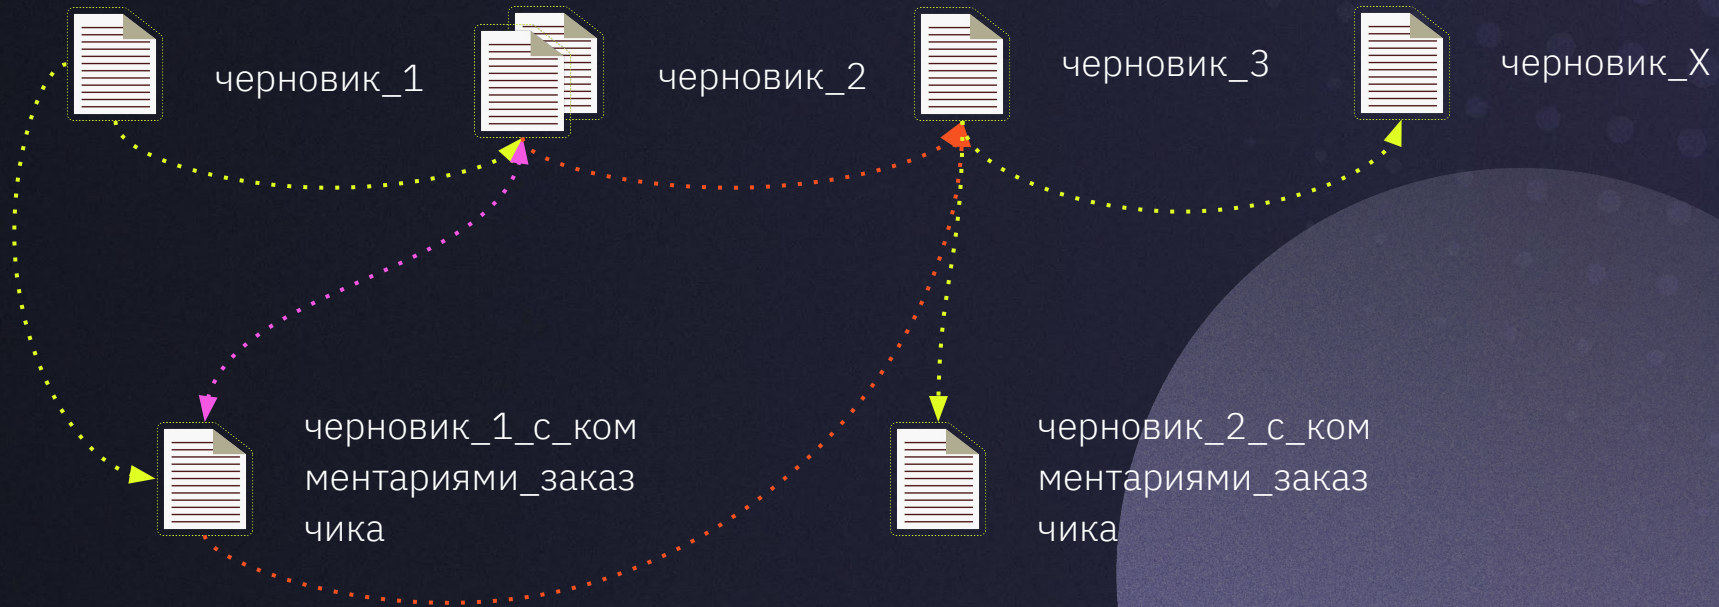 черновик_1
черновик_2
черновик_3
черновик_X
черновик_1_с_ком
ментариями_заказ
чика
черновик_2_с_ком
ментариями_заказ
чика